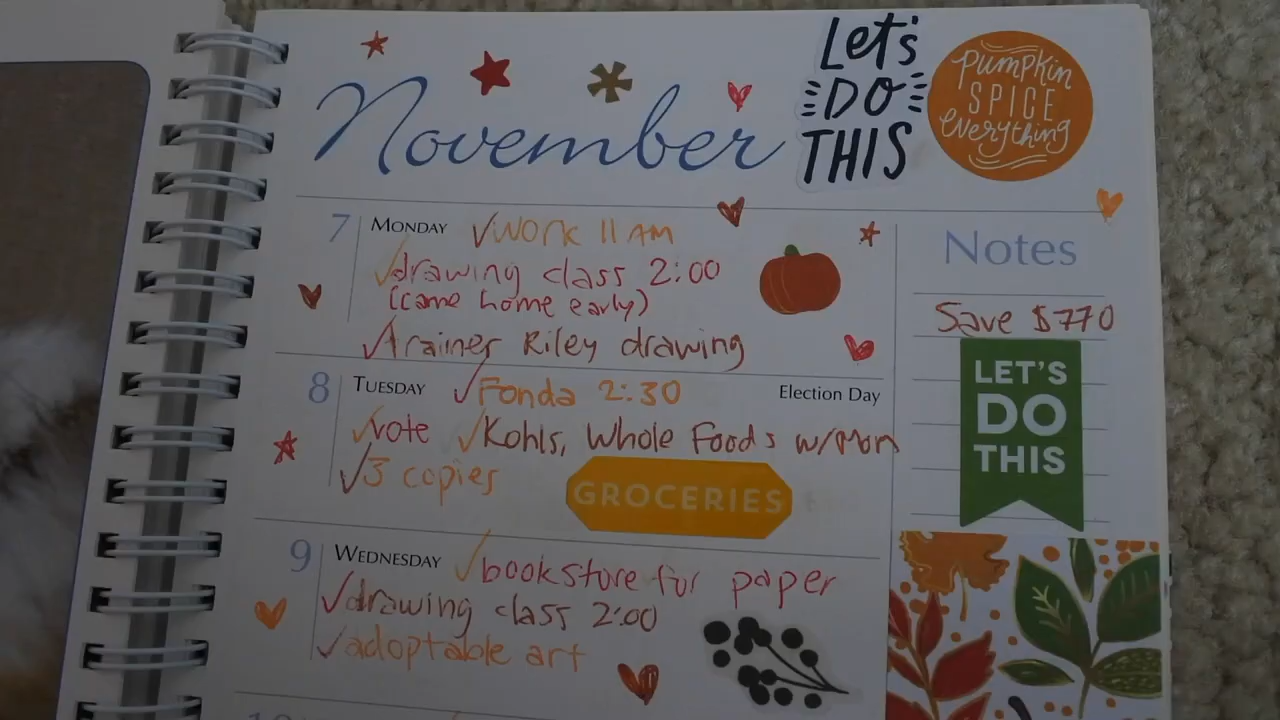 Let's
DO
THIS
Pumpkin
SPICE
everything
November
7 MONDAY ✓work 11 AM
✓drawing class 2:00
(came home early)
✓Trainer Riley drawing
8 TUESDAY ✓Fonda 2:30 Election Day
✓vote ✓Kohls, Whole Foods w/mom
✓3 copies
GROCERIES
9 WEDNESDAY ✓bookstore for paper
✓drawing class 2:00
✓adoptable art
Notes
Save $770
LET'S
DO
THIS